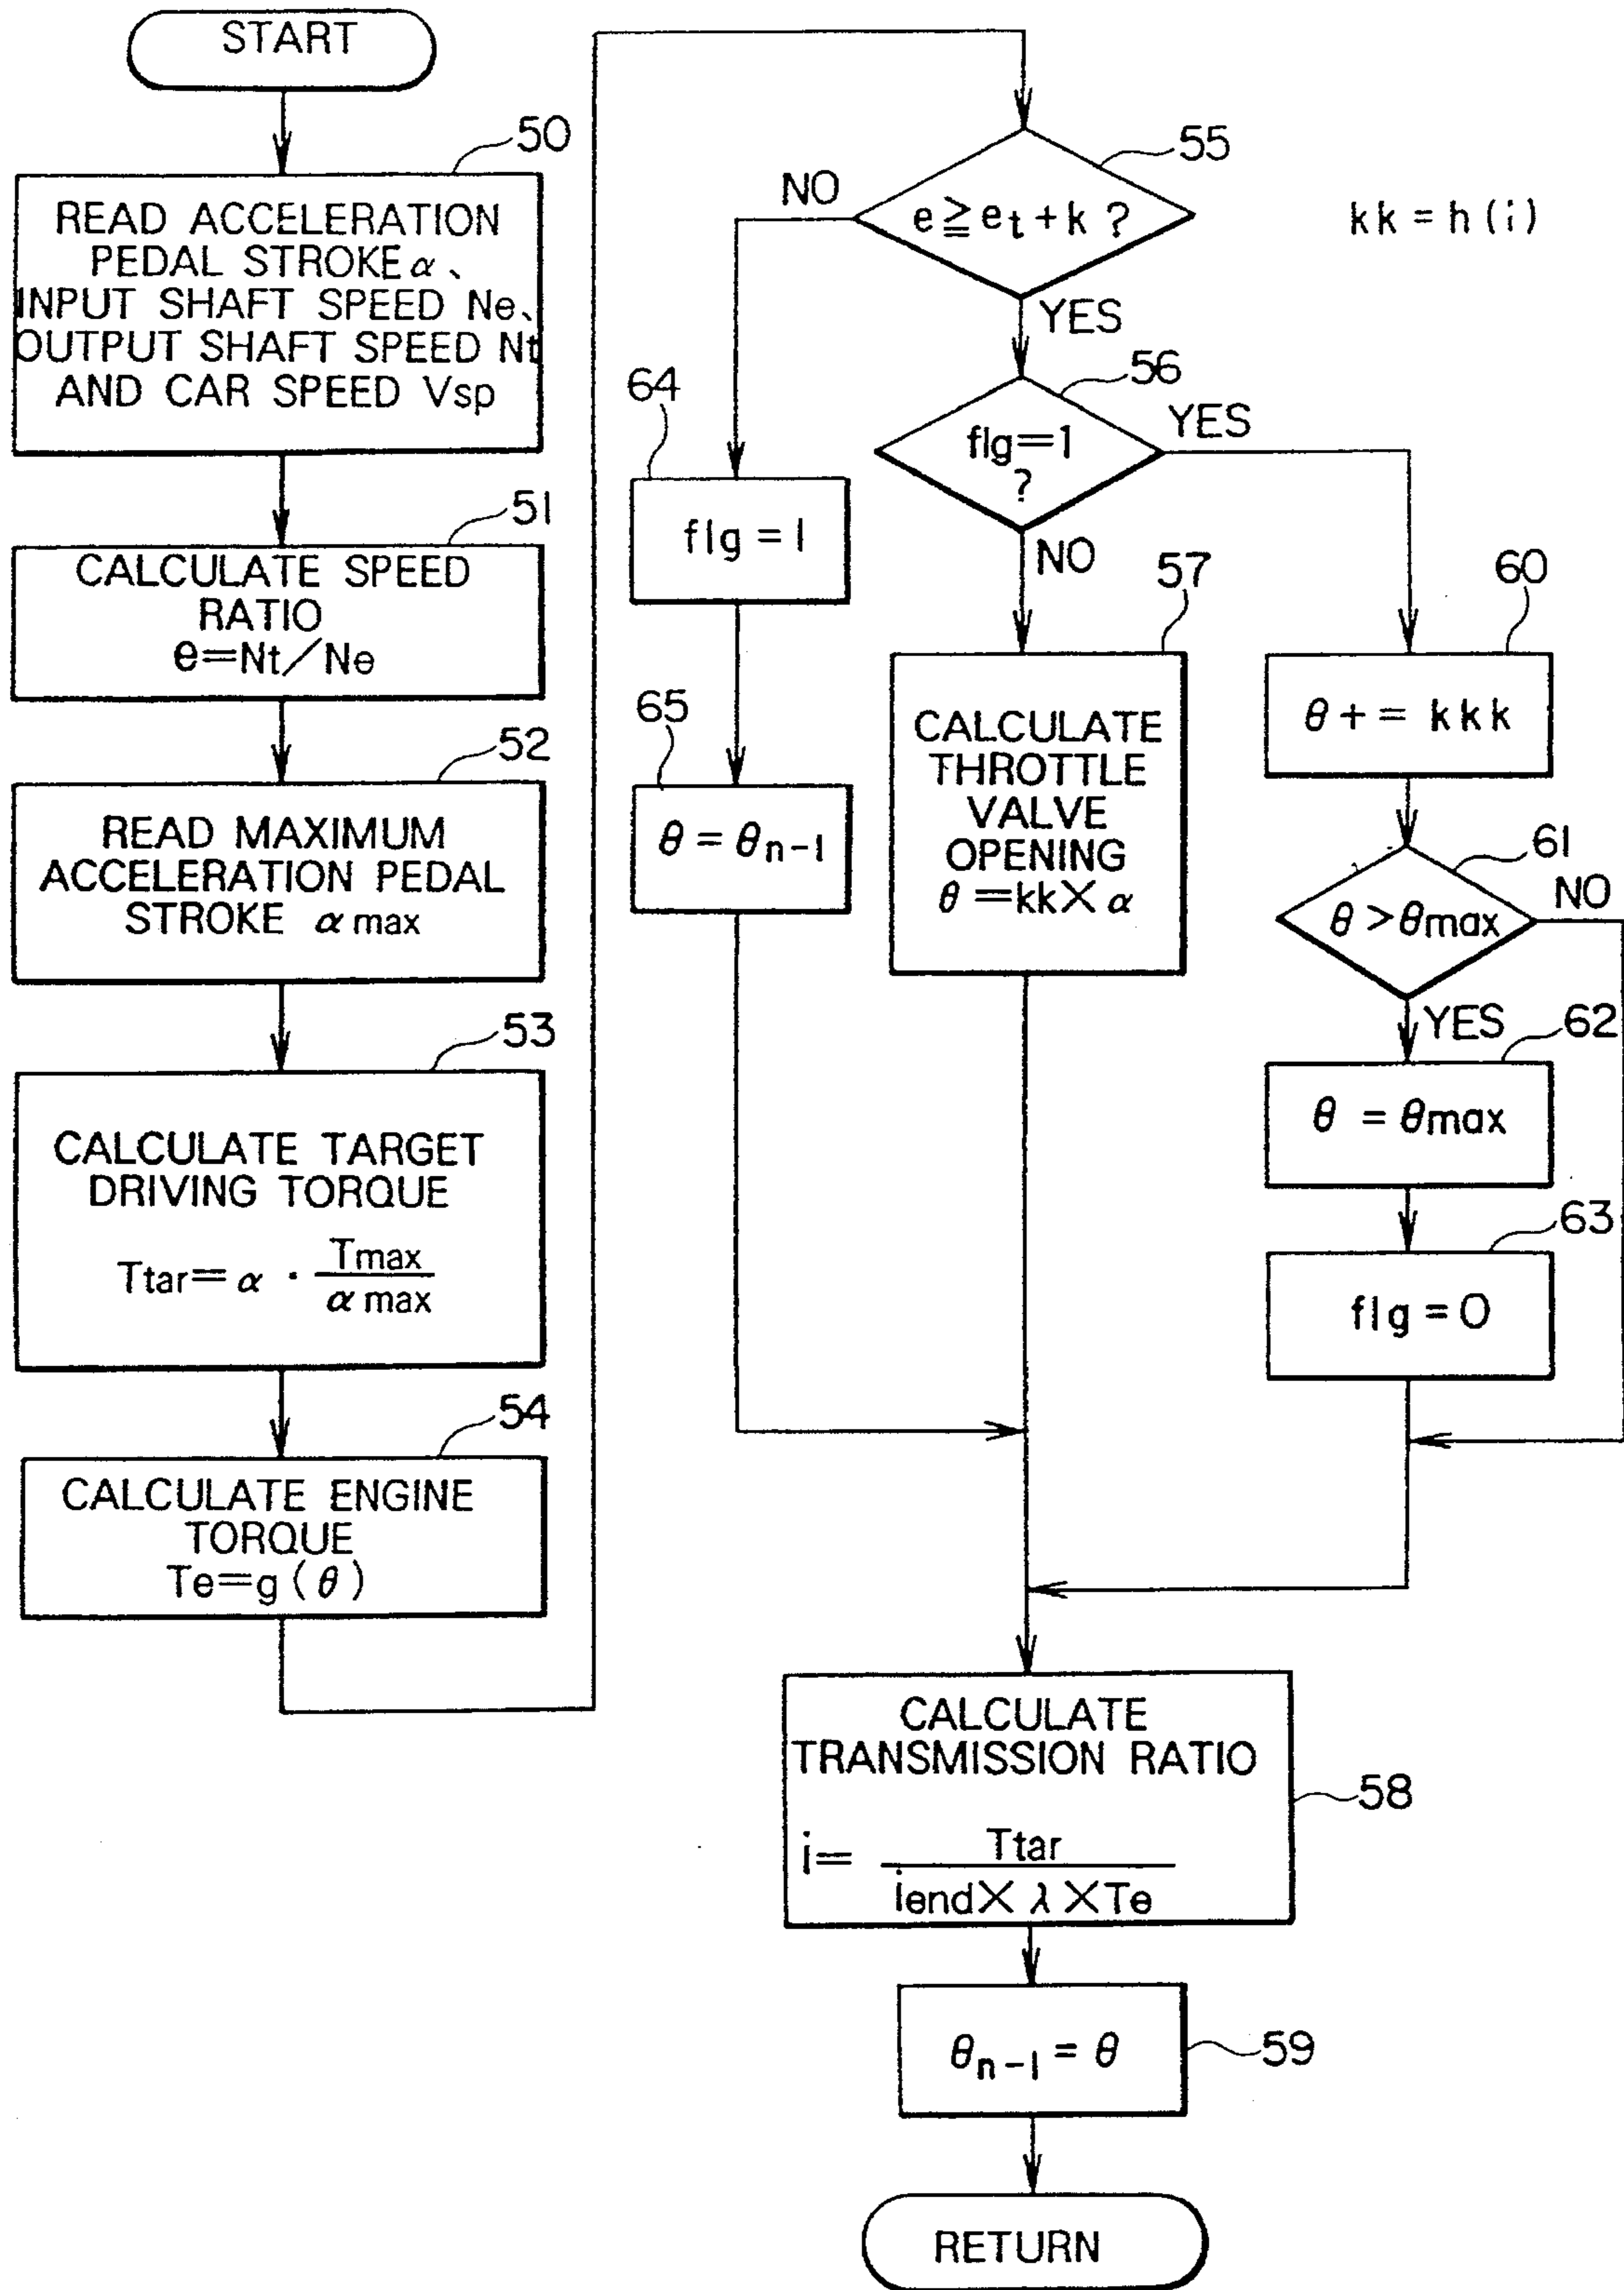 START
50
READ ACCELERATION
PEDAL STROKE α、
INPUT SHAFT SPEED Ne、
OUTPUT SHAFT SPEED Nt
AND CAR SPEED Vsp
51
CALCULATE SPEED
RATIO
e=Nt/Ne
52
READ MAXIMUM
ACCELERATION PEDAL
STROKE α max
53
CALCULATE TARGET
DRIVING TORQUE
Ttar= α · Tmax / α max
54
CALCULATE ENGINE
TORQUE
Te=g(θ)
55
e ≧ et + k ?
NO
YES
kk = h (i)
56
flg=1
?
YES
NO
64
flg = 1
65
θ = θn-1
57
CALCULATE
THROTTLE
VALVE
OPENING
θ =kk× α
60
θ + = k k k
61
θ > θmax
NO
YES
62
θ = θmax
63
flg = 0
CALCULATE
TRANSMISSION RATIO
58
i= Ttar / iend× λ ×Te
θn-1 = θ
59
RETURN